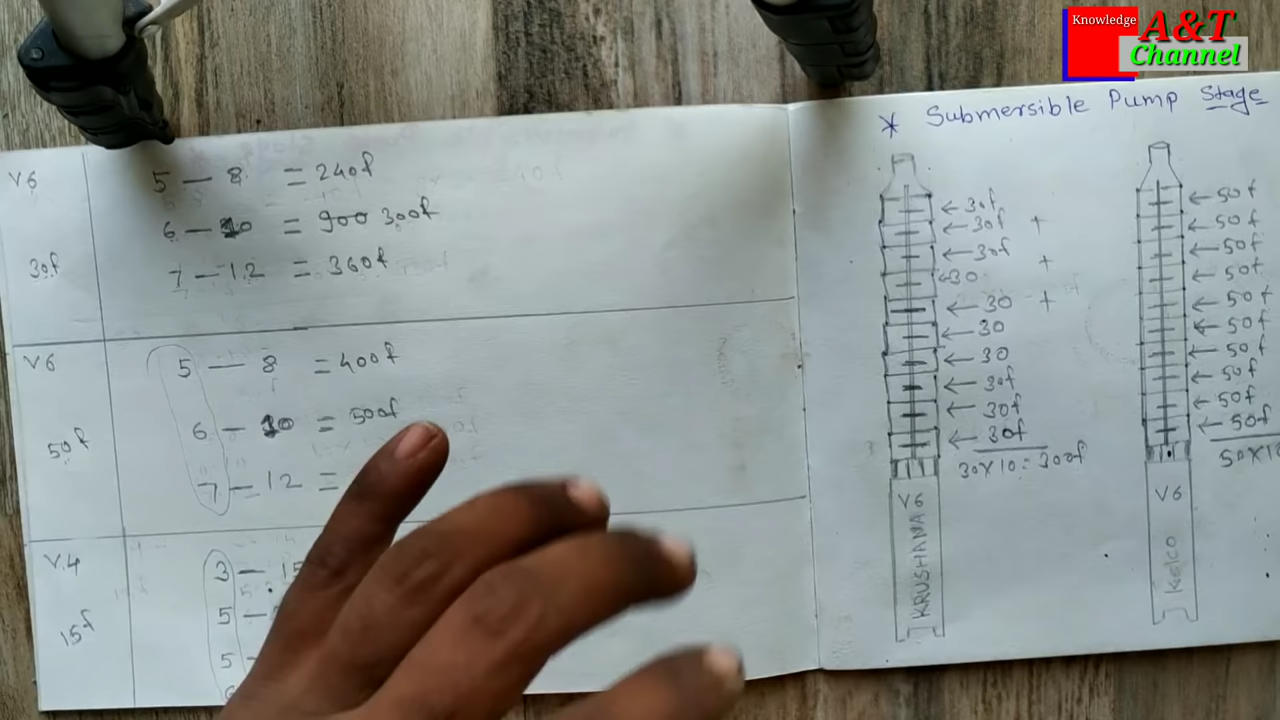 Knowledge A&T
Channel
V6
30f
5 — 8 = 240f
6 — 10 = 900 300f
7 — 12 = 360f
V6
50f
5 — 8 = 400f
6 — 10 = 500f
7 — 12 =
V.4
15f
3 — 15
5 —
5 —
* Submersible Pump Stage
←30f
←30f +
←30f
←30 +
←30 +
←30
←30
←30f
←30f
←30f
30×10=300f
V6
KRUSHANA
←50f
←50f
←50f
←50f
←50f
←50f
←50f
←50f
←50f
←50f
50×10
V6
Kelco